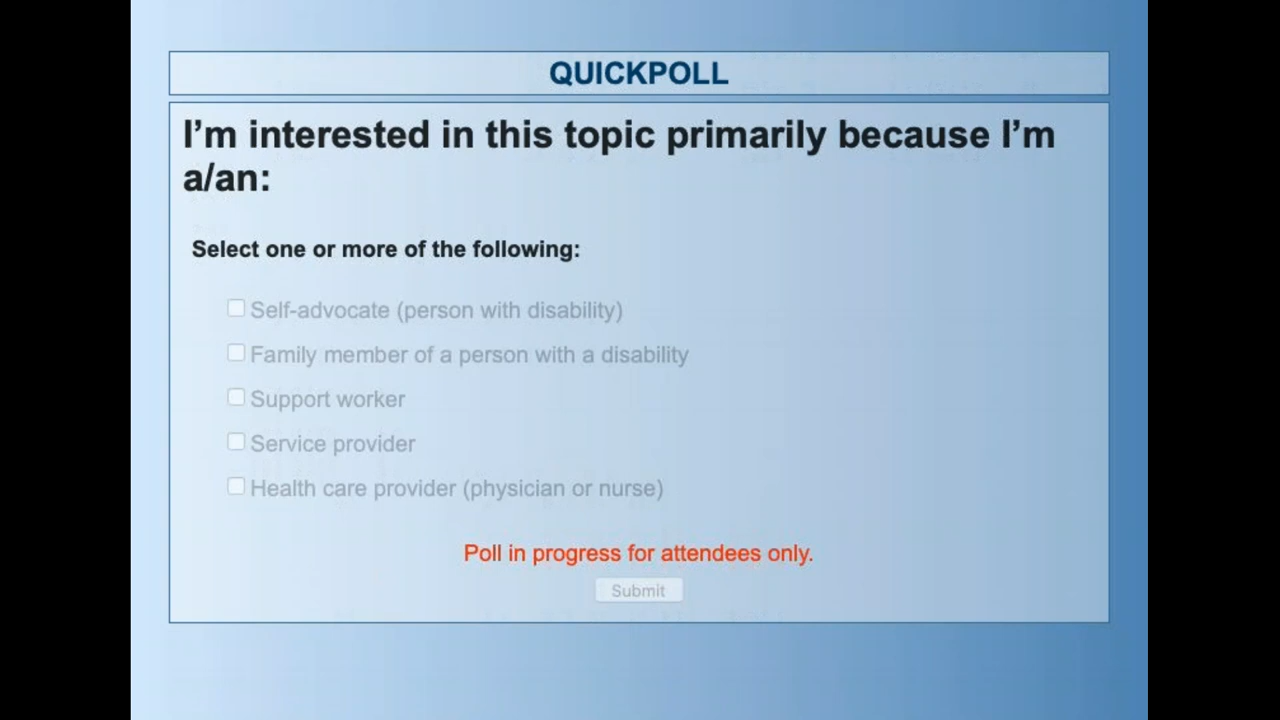 QUICKPOLL
I’m interested in this topic primarily because I’m
a/an:
Select one or more of the following:
Self-advocate (person with disability)
Family member of a person with a disability
Support worker
Service provider
Health care provider (physician or nurse)
Poll in progress for attendees only.
Submit